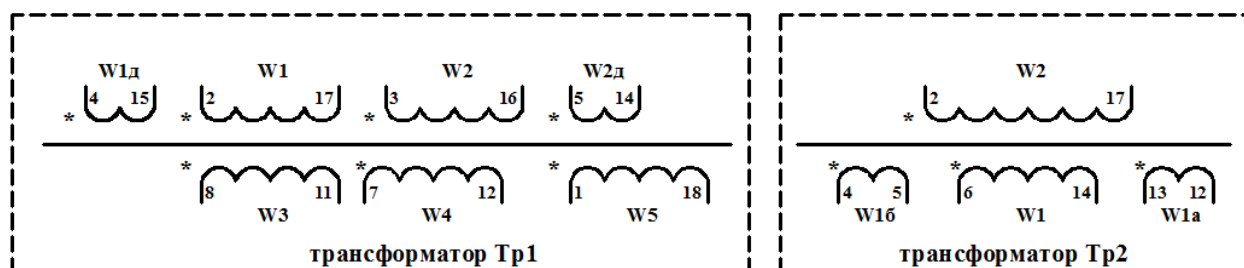 W1д W1 W2 W2д W2
* 4 15 * 2 17 * 3 16 * 5 14 * 2 17
* 8 11 * 7 12 * 1 18 * 4 5 * 6 14 * 13 12
W3 W4 W5 W1б W1 W1a
трансформатор Тр1 трансформатор Тр2